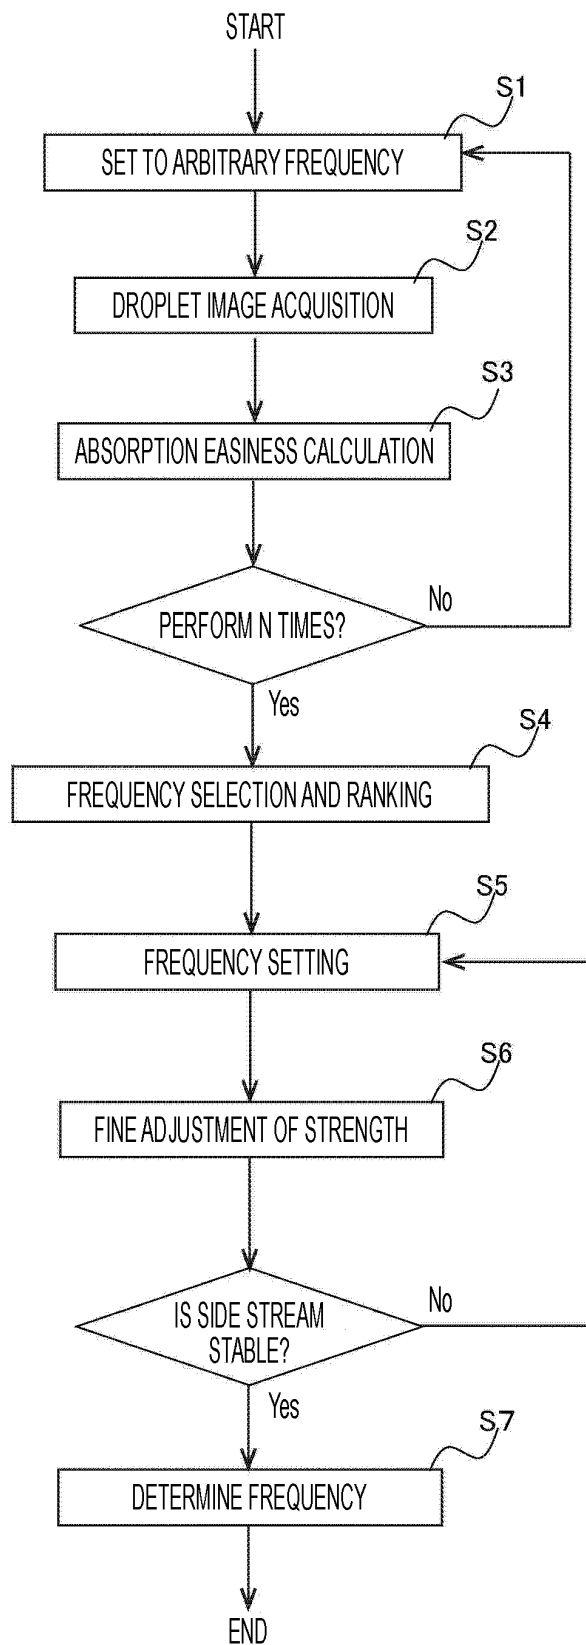 START
S1
SET TO ARBITRARY FREQUENCY
S2
DROPLET IMAGE ACQUISITION
S3
ABSORPTION EASINESS CALCULATION
PERFORM N TIMES?
No
Yes
S4
FREQUENCY SELECTION AND RANKING
S5
FREQUENCY SETTING
S6
FINE ADJUSTMENT OF STRENGTH
IS SIDE STREAM
STABLE?
No
Yes
S7
DETERMINE FREQUENCY
END